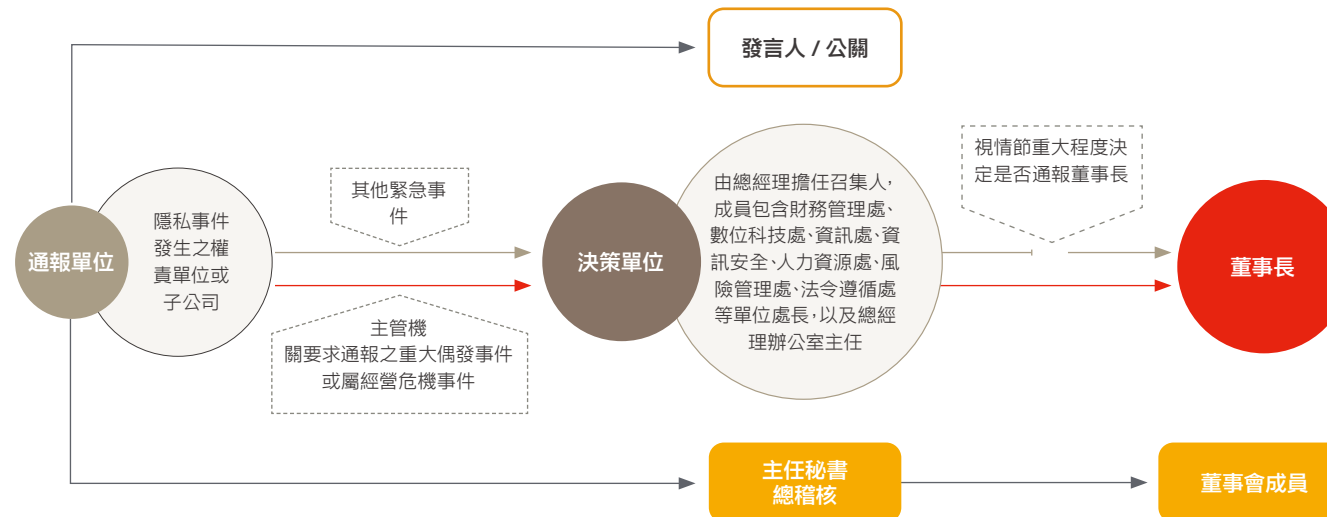 發言人 / 公關
通報單位
隱私事件
發生之權
責單位或
子公司
其他緊急事
件
主管機
關要求通報之重大偶發事件
或屬經營危機事件
決策單位
由總經理擔任召集人,
成員包含財務管理處、
數位科技處、資訊處、資
訊安全、人力資源處、風
險管理處、法令遵循處
等單位處長,以及總經
理辦公室主任
視情節重大程度決
定是否通報董事長
董事長
主任秘書
總稽核
董事會成員